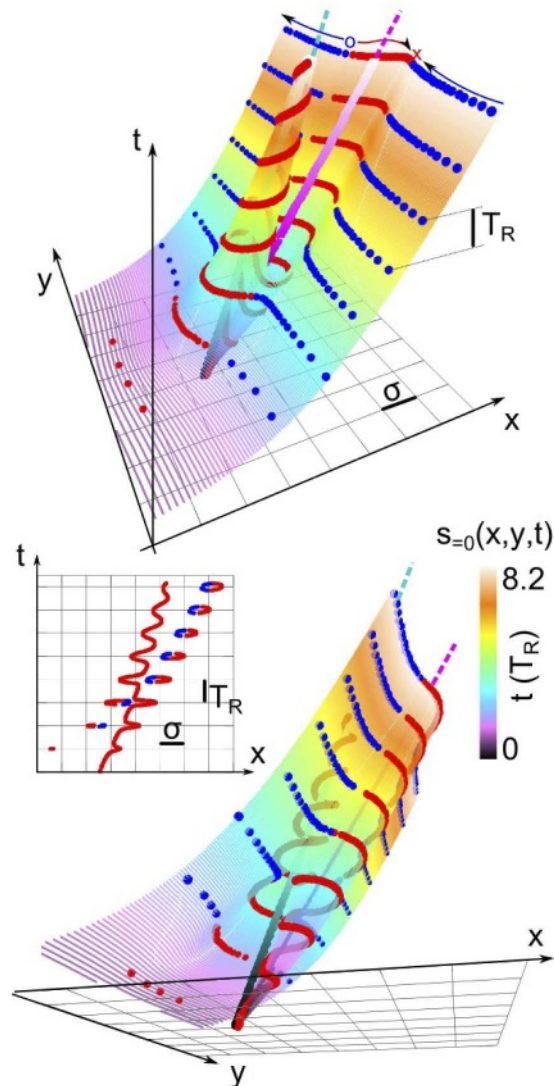 o
x
t
T_R
y
σ
x
t
s_{=0}(x,y,t)
8.2
t (T_R)
T_R
σ
0
x
x
y